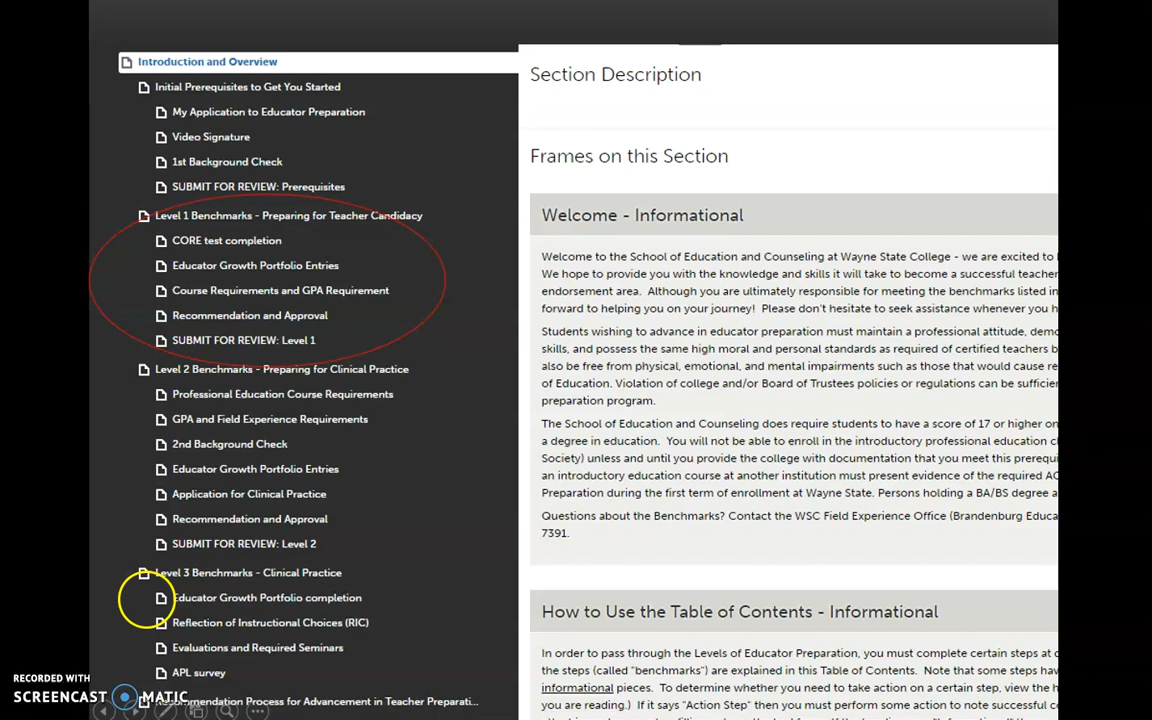 Introduction and Overview
Initial Prerequisites to Get You Started
My Application to Educator Preparation
Video Signature
1st Background Check
SUBMIT FOR REVIEW: Prerequisites
Level 1 Benchmarks - Preparing for Teacher Candidacy
CORE test completion
Educator Growth Portfolio Entries
Course Requirements and GPA Requirement
Recommendation and Approval
SUBMIT FOR REVIEW: Level 1
Level 2 Benchmarks - Preparing for Clinical Practice
Professional Education Course Requirements
GPA and Field Experience Requirements
2nd Background Check
Educator Growth Portfolio Entries
Application for Clinical Practice
Recommendation and Approval
SUBMIT FOR REVIEW: Level 2
Level 3 Benchmarks - Clinical Practice
Educator Growth Portfolio completion
Reflection of Instructional Choices (RIC)
Evaluations and Required Seminars
APL survey
Recommendation Process for Advancement in Teacher Preparati...
Section Description
Frames on this Section
Welcome - Informational
Welcome to the School of Education and Counseling at Wayne State College - we are excited to
We hope to provide you with the knowledge and skills it will take to become a successful teacher
endorsement area. Although you are ultimately responsible for meeting the benchmarks listed in
forward to helping you on your journey! Please don't hesitate to seek assistance whenever you h
Students wishing to advance in educator preparation must maintain a professional attitude, demo
skills, and possess the same high moral and personal standards as required of certified teachers b
also be free from physical, emotional, and mental impairments such as those that would cause re
of Education. Violation of college and/or Board of Trustees policies or regulations can be sufficien
preparation program.
The School of Education and Counseling does require students to have a score of 17 or higher on
a degree in education. You will not be able to enroll in the introductory professional education cl
Society) unless and until you provide the college with documentation that you meet this prerequi
an introductory education course at another institution must present evidence of the required AC
Preparation during the first term of enrollment at Wayne State. Persons holding a BA/BS degree a
Questions about the Benchmarks? Contact the WSC Field Experience Office (Brandenburg Educa
7391.
How to Use the Table of Contents - Informational
In order to pass through the Levels of Educator Preparation, you must complete certain steps at c
the steps (called "benchmarks") are explained in this Table of Contents. Note that some steps hav
informational pieces. To determine whether you need to take action on a certain step, view the h
you are reading.) If it says "Action Step" then you must perform some action to note successful c
RECORDED WITH
SCREENCAST MATIC